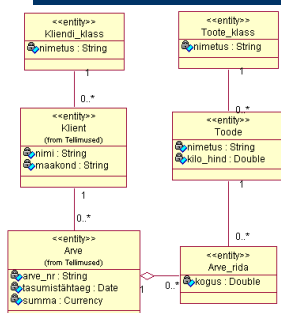 <<entity>>
Kliendi_klass
nimetus : String
1
0..*
<<entity>>
Klient
(from Tellimused)
nimi : String
maakond : String
1
0..*
<<entity>>
Arve
(from Tellimused)
arve_nr : String
tasumistähtaeg : Date
summa : Currency
1
0..*
<<entity>>
Toote_klass
nimetus : String
1
0..*
<<entity>>
Toode
nimetus : String
kilo_hind : Double
1
0..*
<<entity>>
Arve_rida
kogus : Double